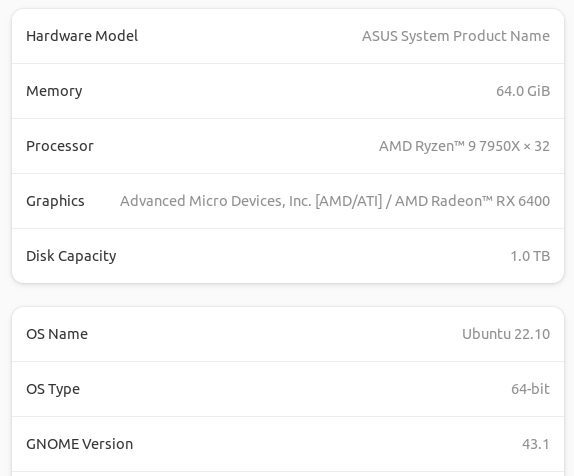 Hardware Model ASUS System Product Name
Memory 64.0 GiB
Processor AMD Ryzen™ 9 7950X × 32
Graphics Advanced Micro Devices, Inc. [AMD/ATI] / AMD Radeon™ RX 6400
Disk Capacity 1.0 TB
OS Name Ubuntu 22.10
OS Type 64-bit
GNOME Version 43.1